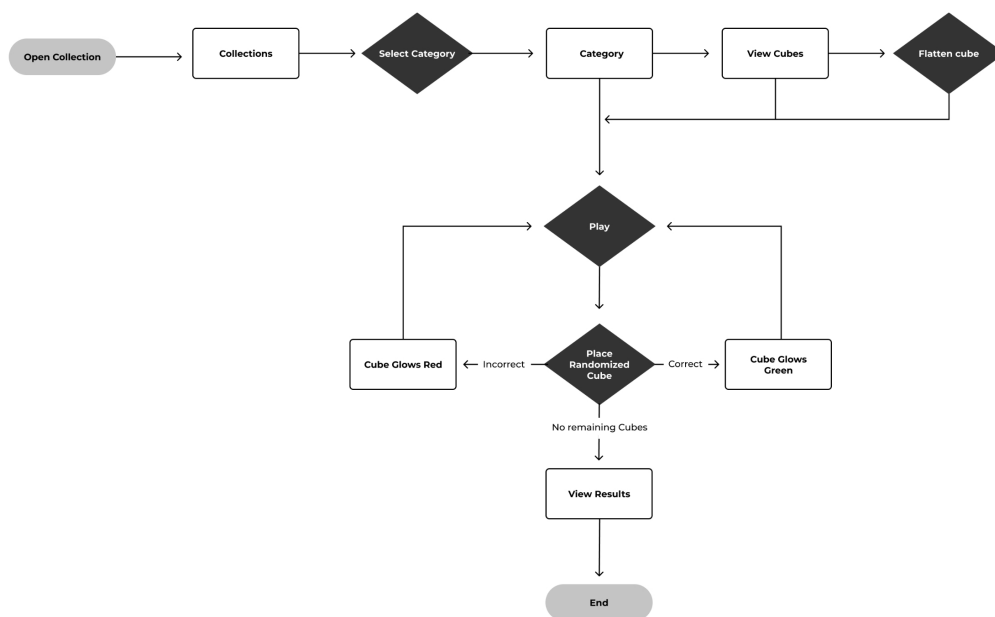 Open Collection
Collections
Select Category
Category
View Cubes
Flatten cube
Play
Cube Glows Red
Incorrect
Place
Randomized
Cube
Correct
Cube Glows
Green
No remaining Cubes
View Results
End